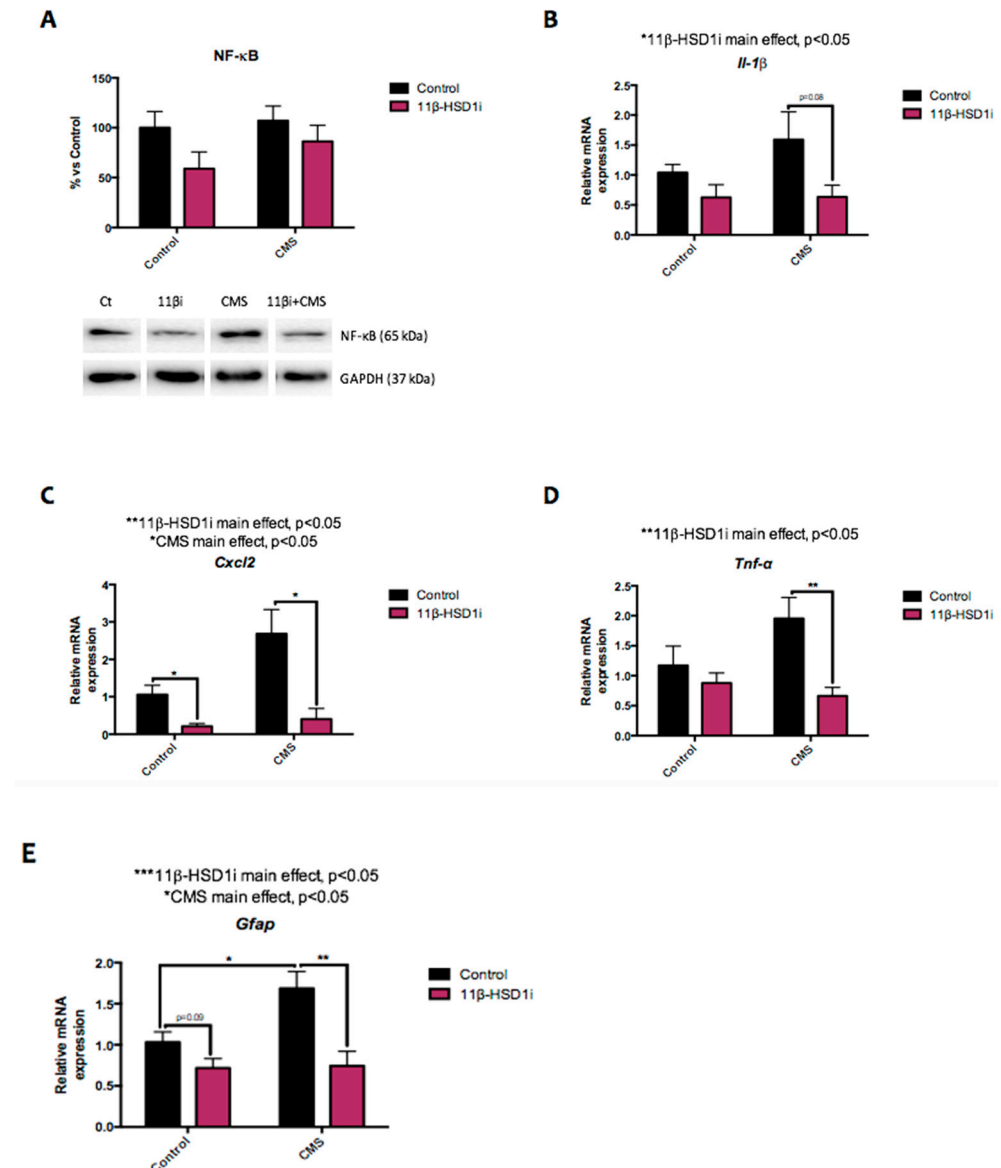 A
NF-κB
% vs Control
150
100
50
0
Control
CMS
Control
11β-HSD1i
Ct
11βi
CMS
11βi+CMS
NF-κB (65 kDa)
GAPDH (37 kDa)
B
*11β-HSD1i main effect, p<0.05
Il-1β
Relative mRNA
expression
2.5
2.0
1.5
1.0
0.5
0.0
p=0.08
Control
CMS
Control
11β-HSD1i
C
**11β-HSD1i main effect, p<0.05
*CMS main effect, p<0.05
Cxcl2
Relative mRNA
expression
4
3
2
1
0
*
*
Control
CMS
Control
11β-HSD1i
D
**11β-HSD1i main effect, p<0.05
Tnf-α
Relative mRNA
expression
2.5
2.0
1.5
1.0
0.5
0.0
**
Control
CMS
Control
11β-HSD1i
E
***11β-HSD1i main effect, p<0.05
*CMS main effect, p<0.05
Gfap
Relative mRNA
expression
2.0
1.5
1.0
0.5
0.0
*
**
p=0.09
Control
CMS
Control
11β-HSD1i